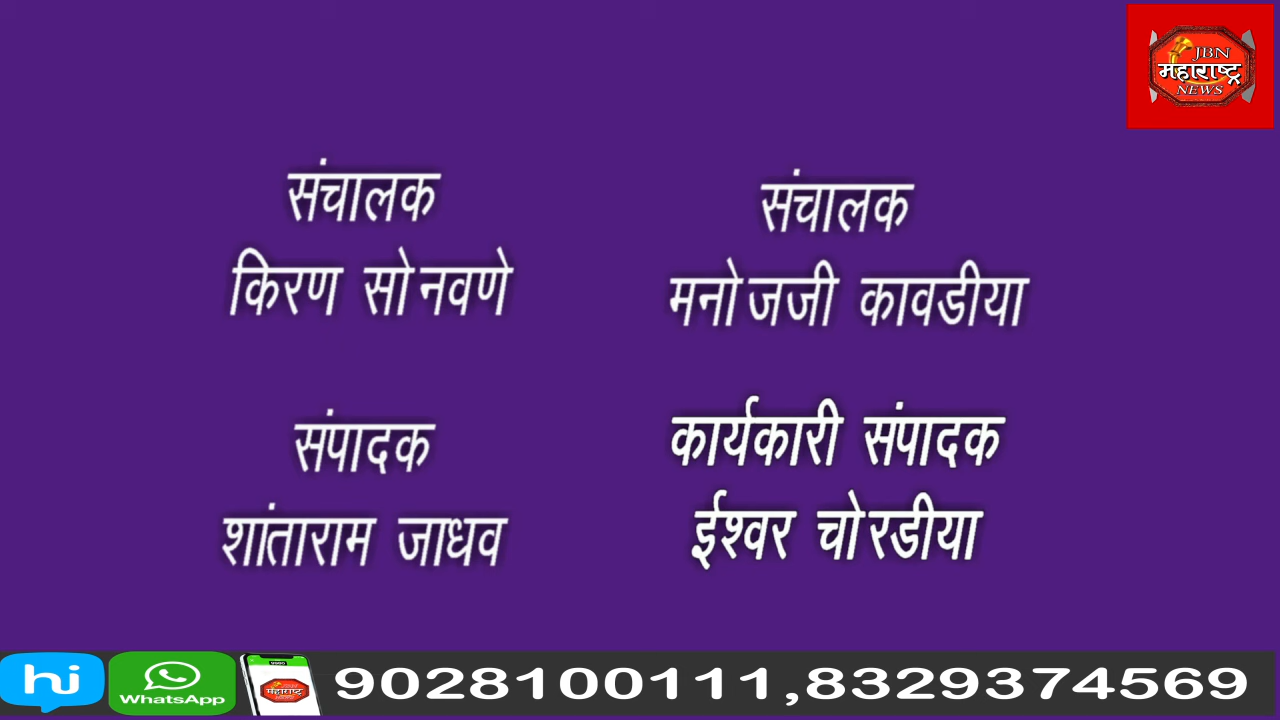 JBN
महाराष्ट्र
NEWS
संचालक
किरण सोनवणे
संचालक
मनोजजी कावडीया
संपादक
शांताराम जाधव
कार्यकारी संपादक
ईश्वर चोरडीया
hi
WhatsApp
महाराष्ट्र
9028100111,8329374569